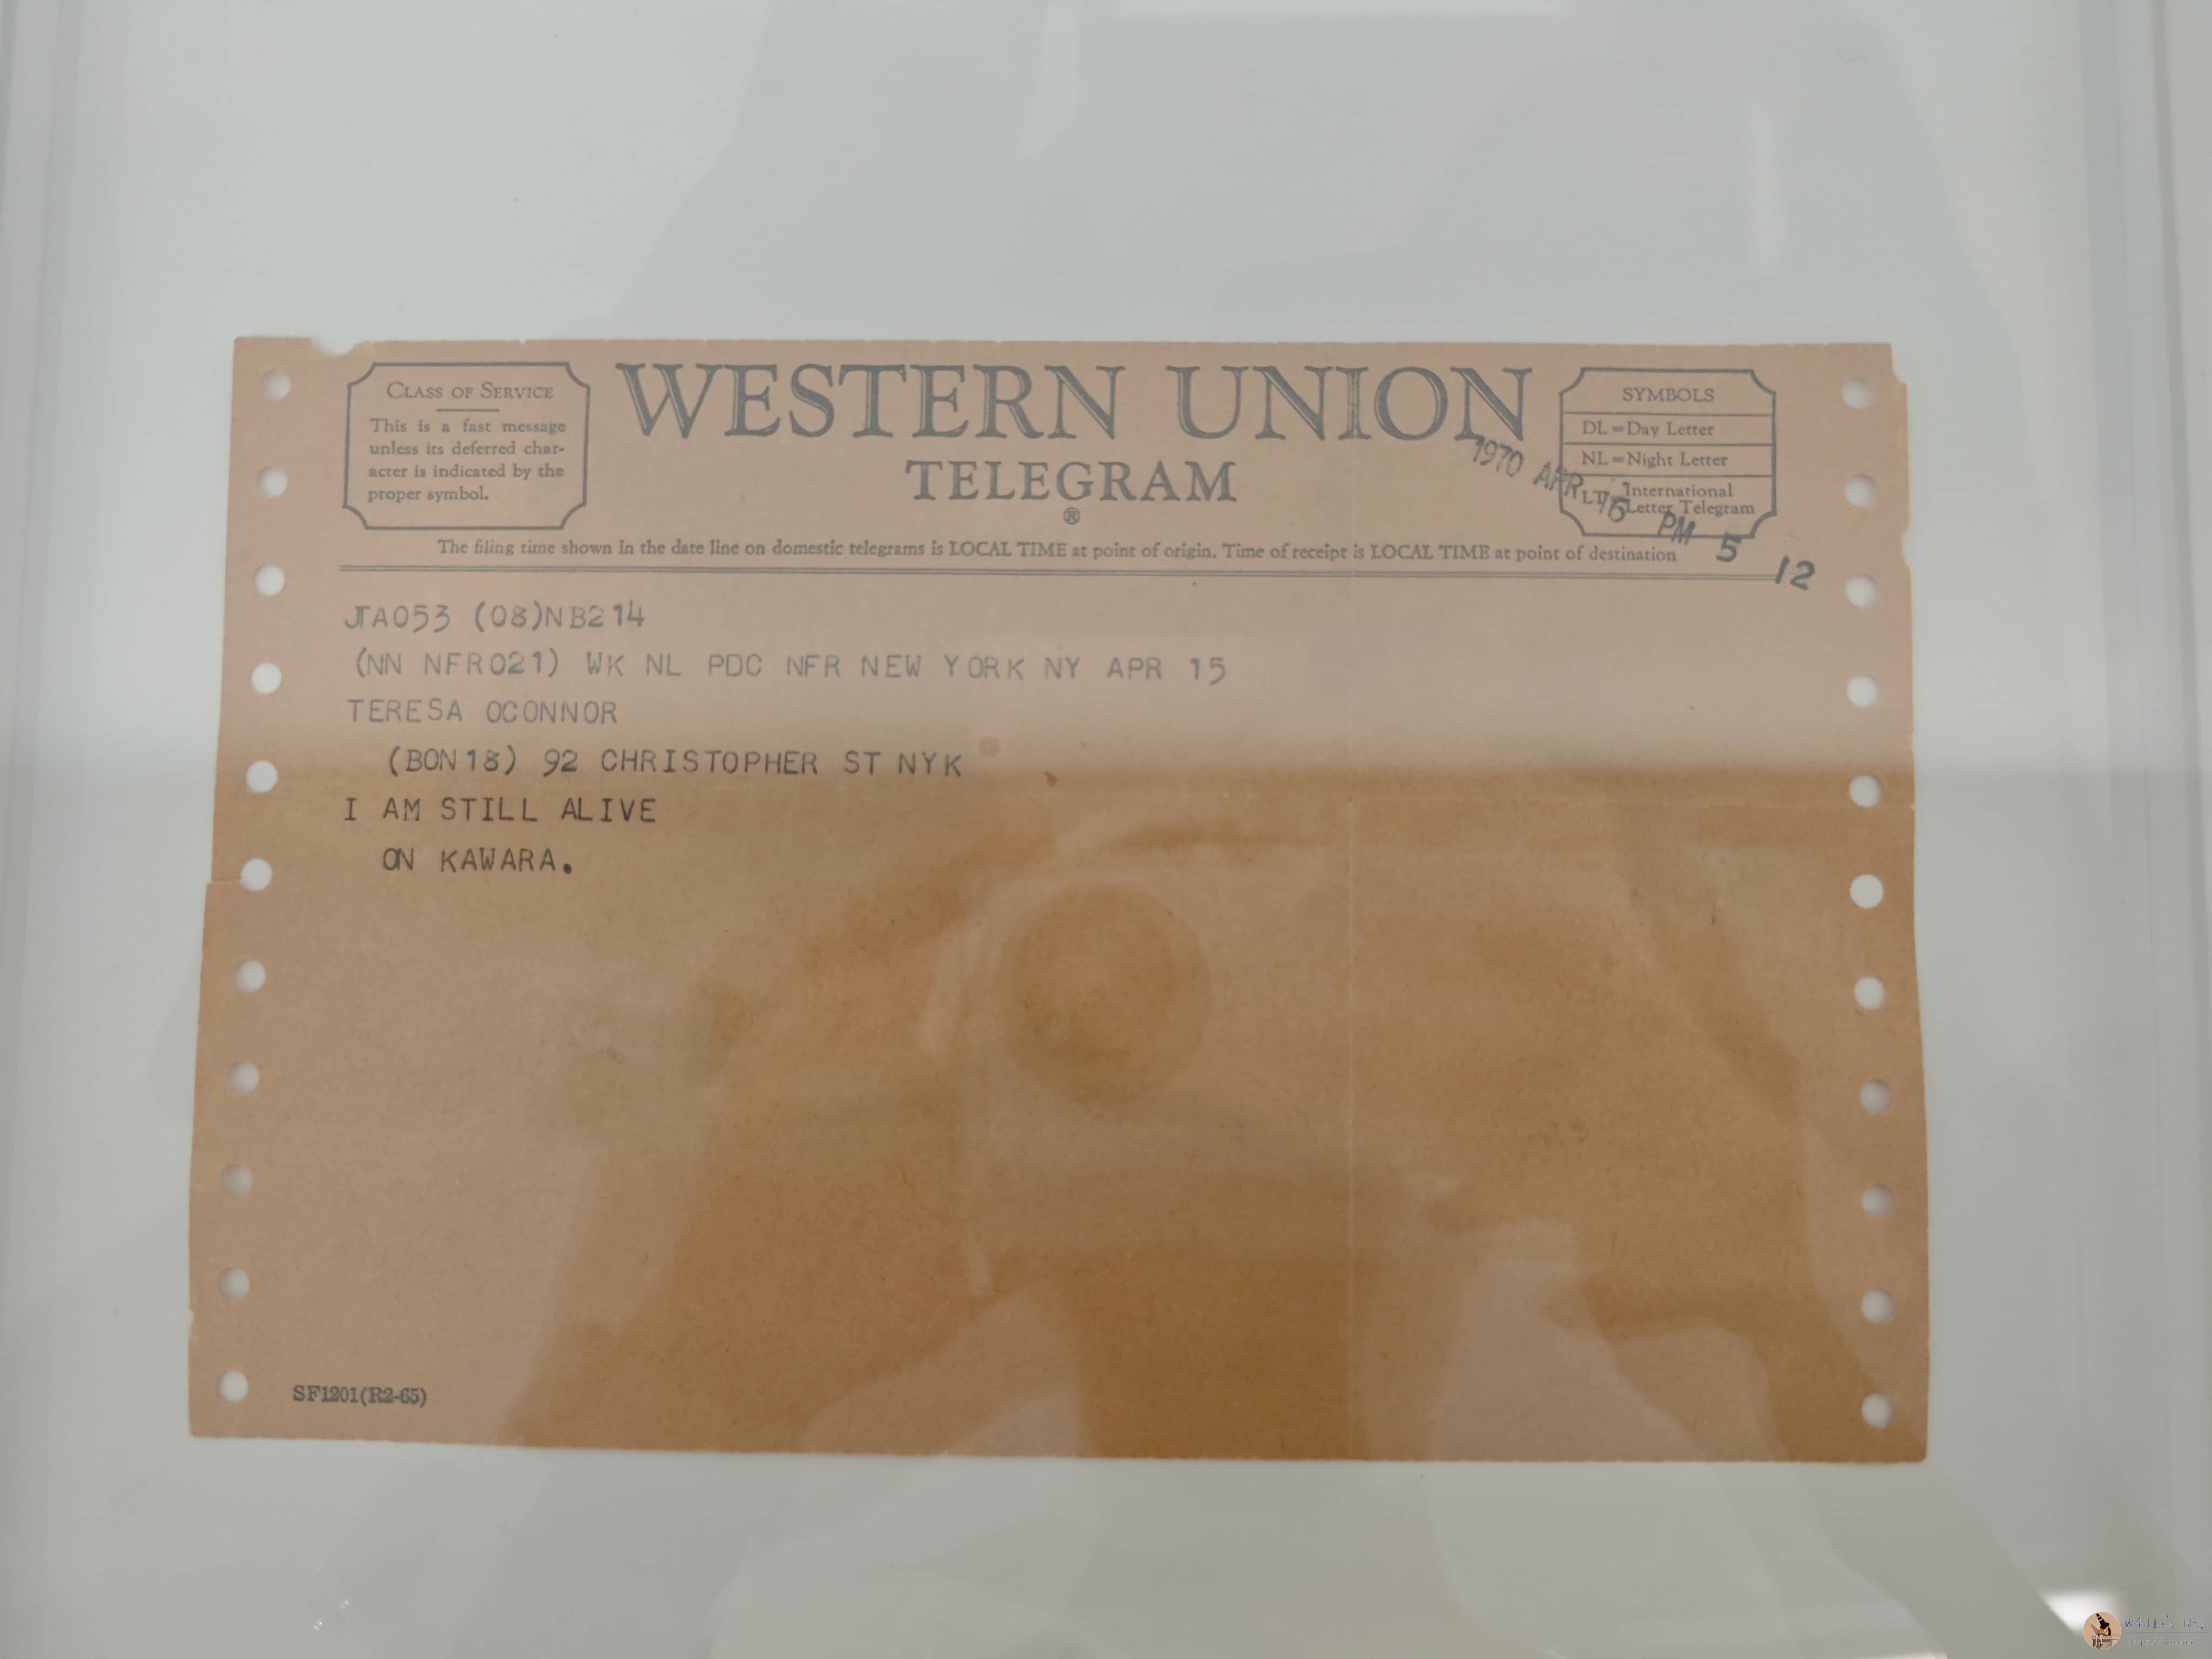 CLASS OF SERVICE
This is a fast message
unless its deferred char-
acter is indicated by the
proper symbol.
WESTERN UNION
TELEGRAM
®
SYMBOLS
DL=Day Letter
NL=Night Letter
LT=International
Letter Telegram
1970 APR 16 PM 5 12
The filing time shown in the date line on domestic telegrams is LOCAL TIME at point of origin. Time of receipt is LOCAL TIME at point of destination
JTA053 (08)NB214
(NN NFR021) WK NL PDC NFR NEW YORK NY APR 15
TERESA OCONNOR
(BON18) 92 CHRISTOPHER ST NYK
I AM STILL ALIVE
ON KAWARA.
SF1201(R2-65)